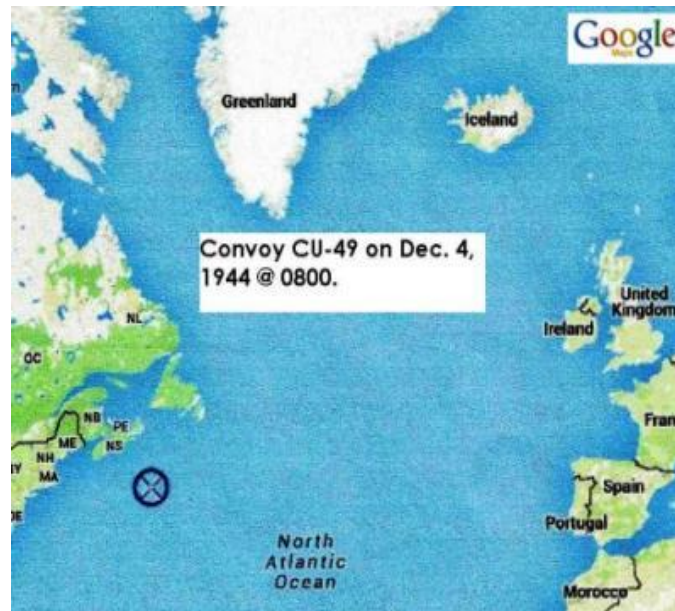 Google
Maps
Greenland
Iceland
Convoy CU-49 on Dec. 4,
1944 @ 0800.
NL
United
Kingdom
Ireland
QC
NB
PE
ME
NS
NH
MA
Fran
Spain
Portugal
North
Atlantic
Ocean
Morocco